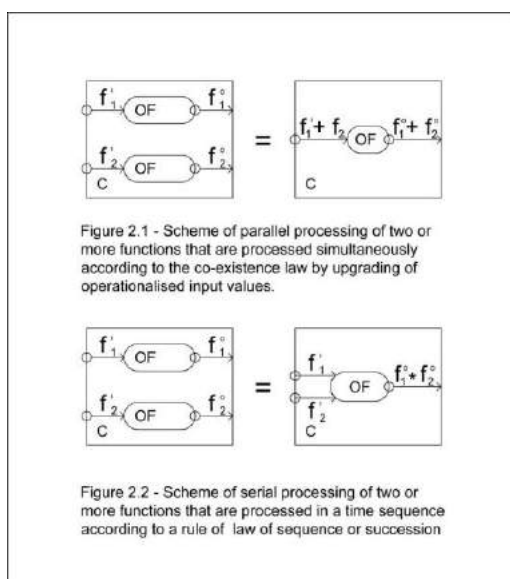 f'₁ OF f°₁
f'₂ OF f°₂
C
=
f'₁+ f'₂ OF f°₁+ f°₂
C
Figure 2.1 - Scheme of parallel processing of two or
more functions that are processed simultaneously
according to the co-existence law by upgrading of
operationalised input values.
f'₁ OF f°₁
f'₂ OF f°₂
C
=
f'₁ OF f°₁* f°₂
f'₂
C
Figure 2.2 - Scheme of serial processing of two or
more functions that are processed in a time sequence
according to a rule of law of sequence or succession